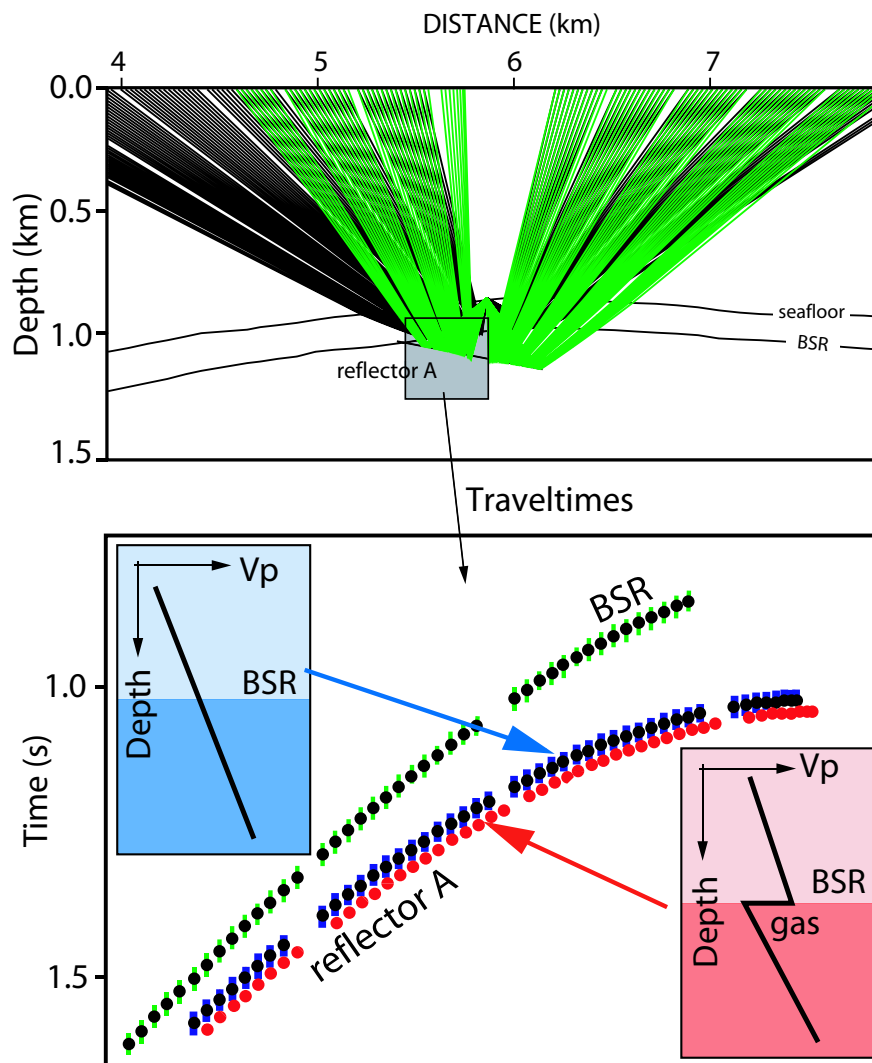 DISTANCE (km)
4 5 6 7
0.0
0.5
1.0
1.5
Depth (km)
seafloor
BSR
reflector A
Traveltimes
Vp
Depth
BSR
BSR
1.0
Time (s)
1.5
reflector A
Vp
Depth
BSR
gas